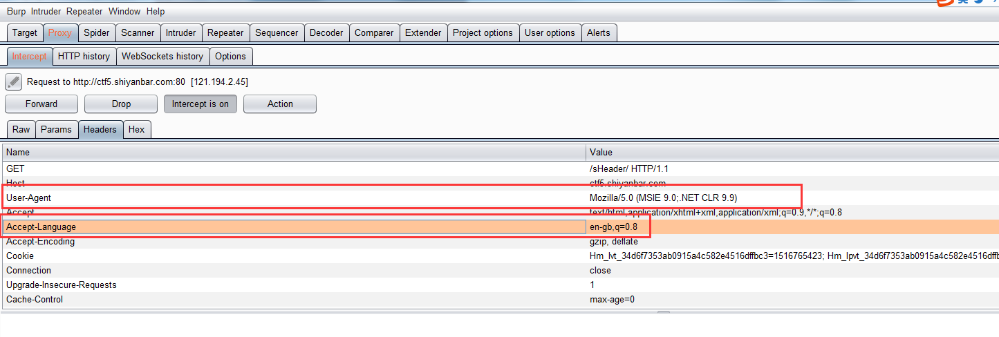 Burp Intruder Repeater Window Help
Target Proxy Spider Scanner Intruder Repeater Sequencer Decoder Comparer Extender Project options User options Alerts
Intercept HTTP history WebSockets history Options
Request to http://ctf5.shiyanbar.com:80 [121.194.2.45]
Forward Drop Intercept is on Action
Raw Params Headers Hex
Name Value
GET /sHeader/ HTTP/1.1
Host ctf5.shiyanbar.com
User-Agent Mozilla/5.0 (MSIE 9.0;.NET CLR 9.9)
Accept text/html,application/xhtml+xml,application/xml;q=0.9,*/*;q=0.8
Accept-Language en-gb,q=0.8
Accept-Encoding gzip, deflate
Cookie Hm_lvt_34d6f7353ab0915a4c582e4516dffbc3=1516765423; Hm_lpvt_34d6f7353ab0915a4c582e4516dffb
Connection close
Upgrade-Insecure-Requests 1
Cache-Control max-age=0